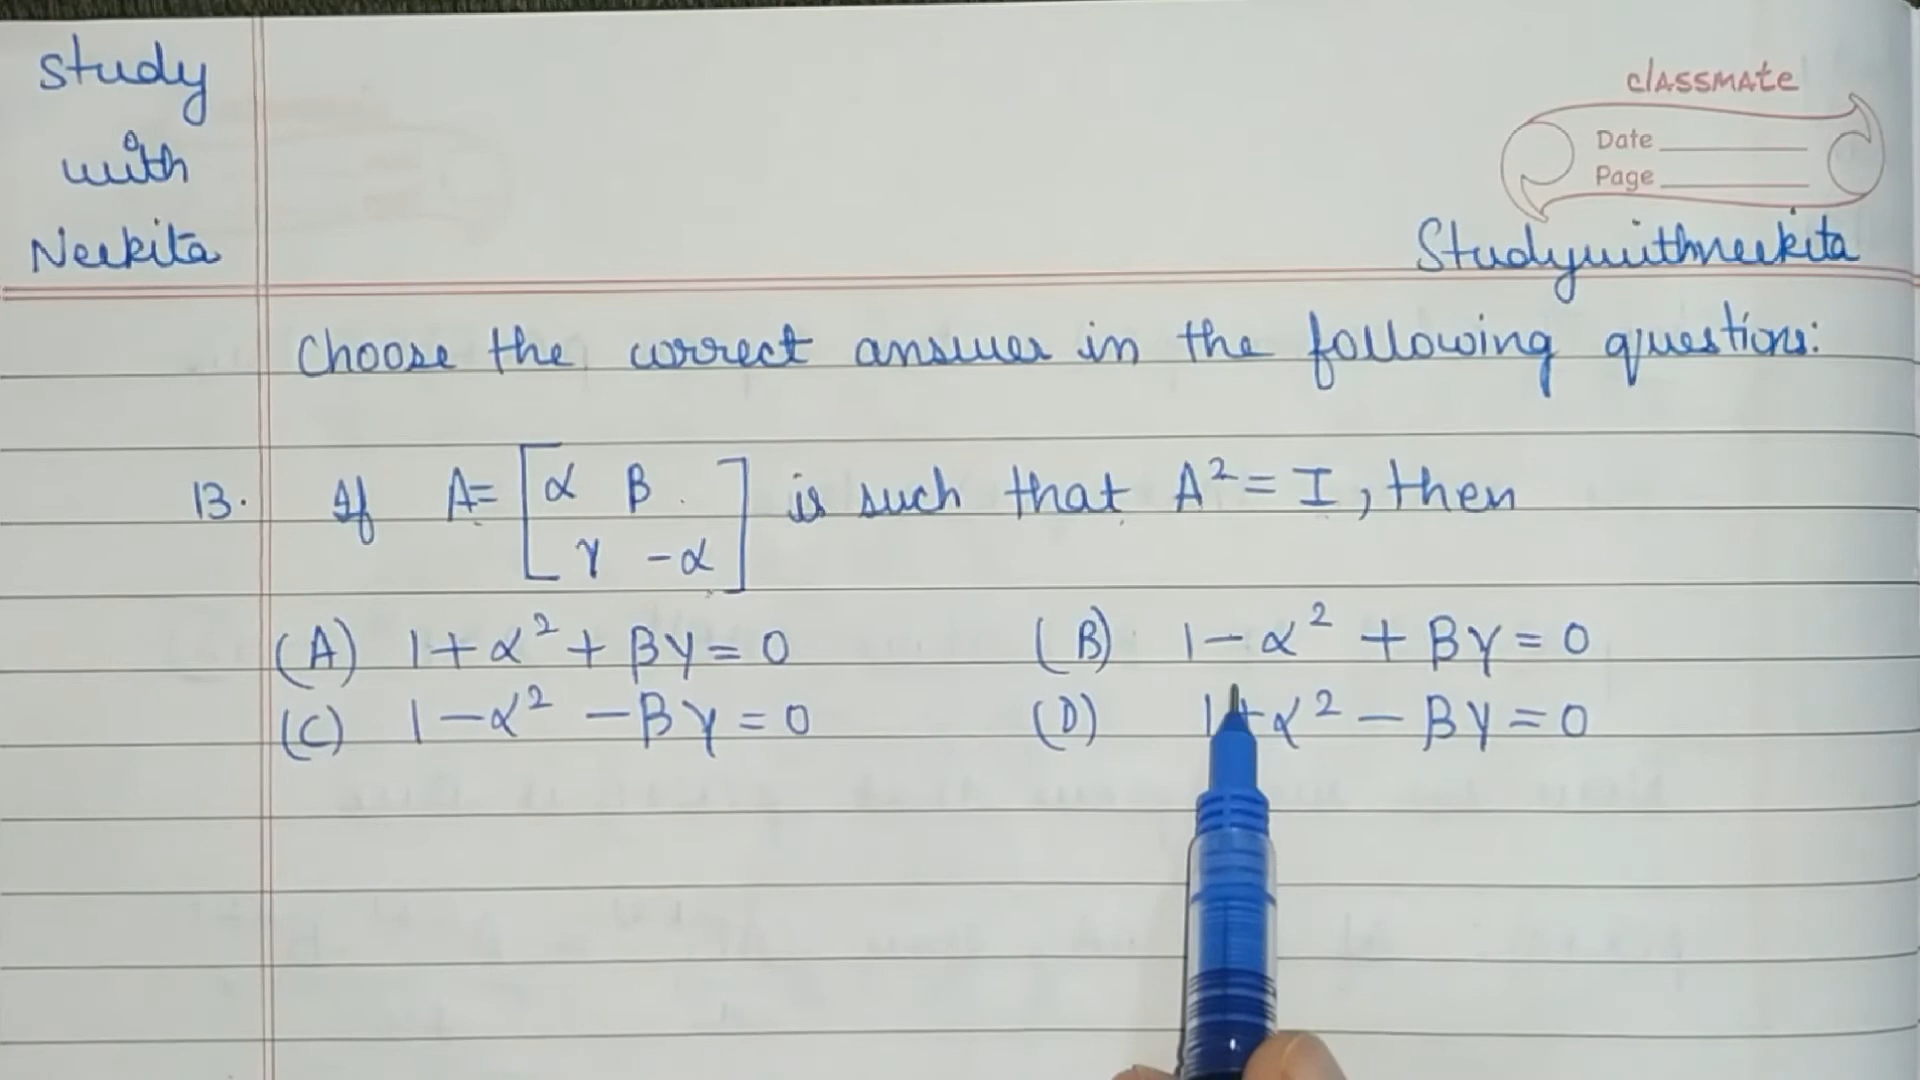 Study
with
Neekita
classmate
Date
Page
Studywithneekita
Choose the correct answer in the following questions:
13. If A= [α β
γ -α] is such that A² = I, then
(A) 1+α²+βγ=0 (B) 1-α²+βγ=0
(C) 1-α²-βγ=0 (D) 1+α²-βγ=0